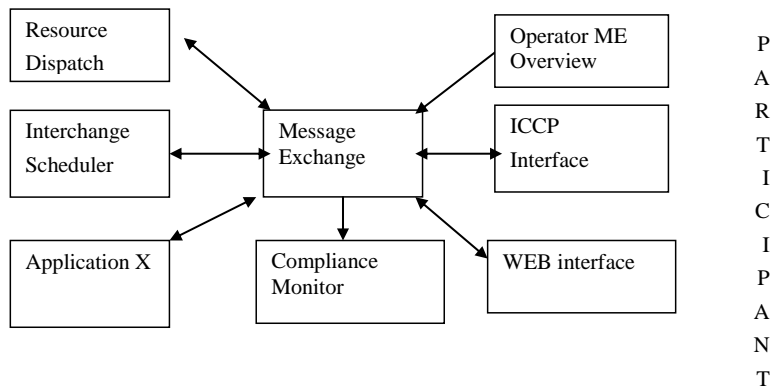 Resource
Dispatch
Operator ME
Overview
Interchange
Scheduler
Message
Exchange
ICCP
Interface
Application X
Compliance
Monitor
WEB interface
P
A
R
T
I
C
I
P
A
N
T